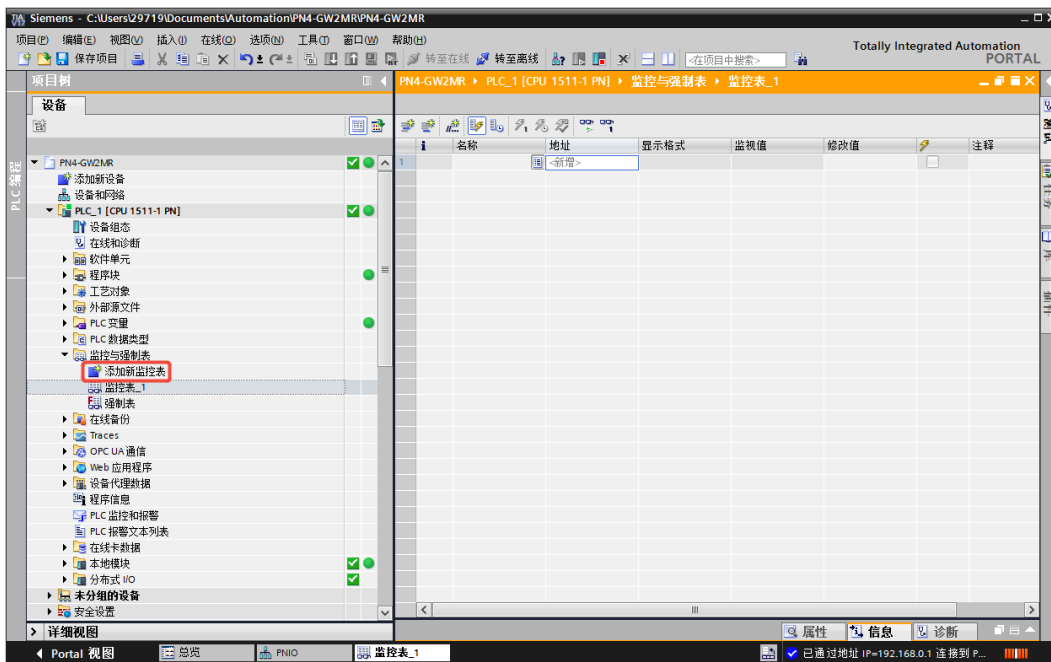 Siemens - C:\Users\29719\Documents\Automation\PN4-GW2MR\PN4-GW2MR
项目(P) 编辑(E) 视图(V) 插入(I) 在线(O) 选项(N) 工具(T) 窗口(W) 帮助(H)
Totally Integrated Automation
PORTAL
保存项目 转至在线 转至离线 <在项目中搜索>
项目树
PN4-GW2MR PLC_1 [CPU 1511-1 PN] 监控与强制表 监控表_1
设备
i 名称 地址 显示格式 监视值 修改值 注释
1 <新增>
PLC 编程
PN4-GW2MR
添加新设备
设备和网络
PLC_1 [CPU 1511-1 PN]
设备组态
在线和诊断
软件单元
程序块
工艺对象
外部源文件
PLC 变量
PLC 数据类型
监控与强制表
添加新监控表
监控表_1
强制表
在线备份
Traces
OPC UA 通信
Web 应用程序
设备代理数据
程序信息
PLC 监控和报警
PLC 报警文本列表
在线卡数据
本地模块
分布式 I/O
未分组的设备
安全设置
任务
库
详细视图
属性 信息 诊断
Portal 视图 总览 PNIO 监控表_1
已通过地址 IP=192.168.0.1 连接到 P...